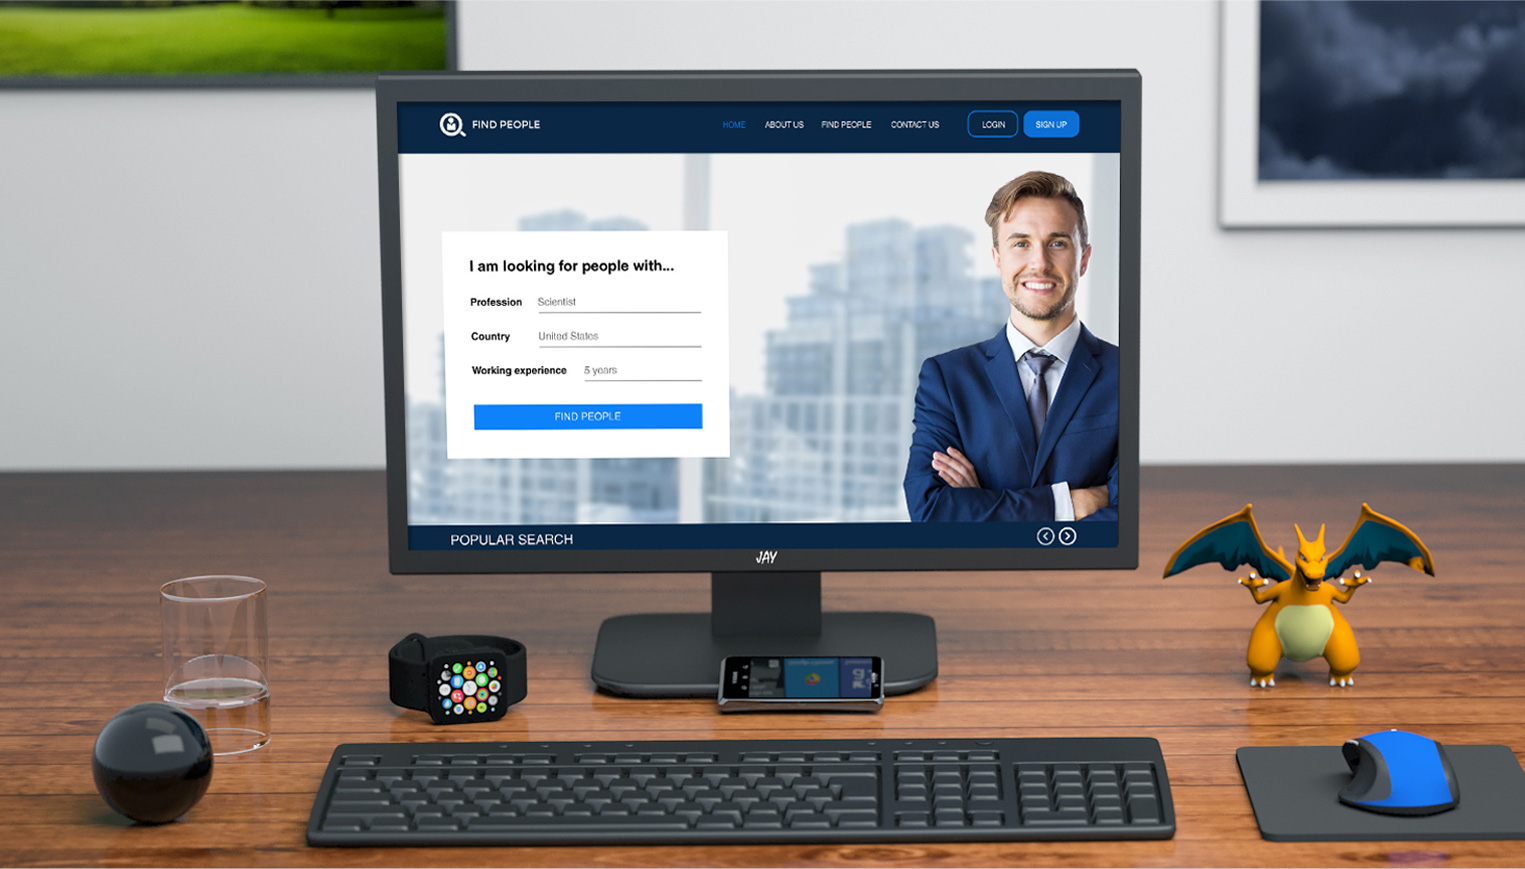 FIND PEOPLE
HOME ABOUT US FIND PEOPLE CONTACT US LOGIN SIGN UP
I am looking for people with...
Profession Scientist
Country United States
Working experience 5 years
FIND PEOPLE
POPULAR SEARCH
JAY